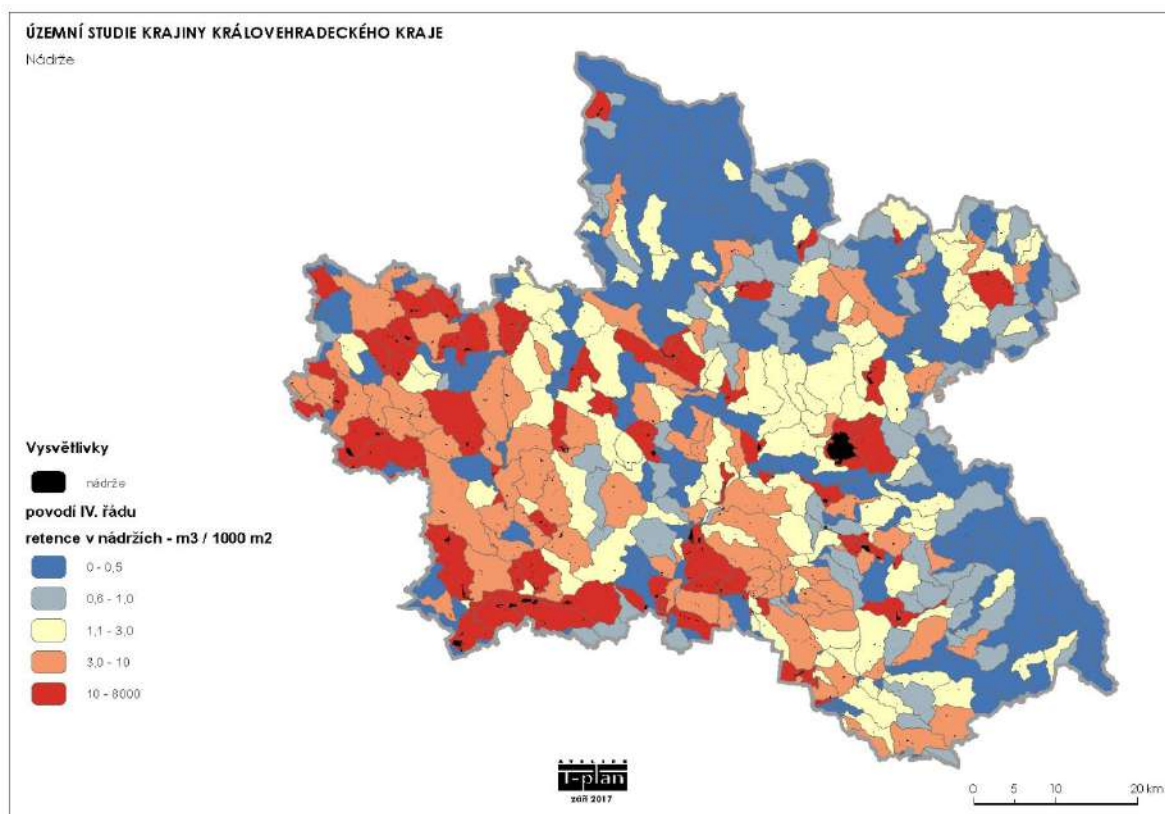 ÚZEMNÍ STUDIE KRAJINY KRÁLOVEHRADECKÉHO KRAJE
Nádrže
Vysvětlivky
nádrže
povodí IV. řádu
retence v nádržích - m3 / 1000 m2
0 - 0,5
0,6 - 1,0
1,1 - 3,0
3,0 - 10
10 - 8000
ATELIER
T-plan
září 2017
0 5 10 20 km